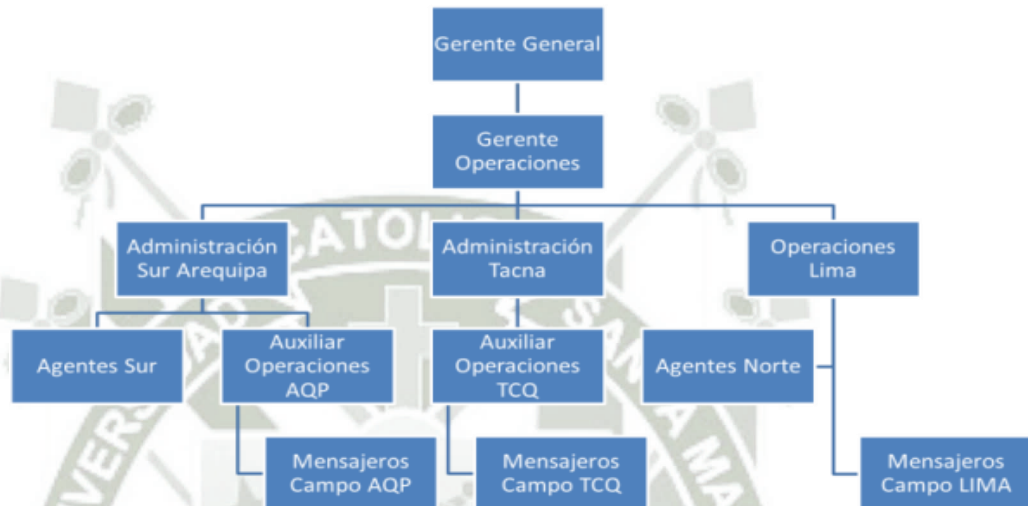 Gerente General
Gerente
Operaciones
Administración
Sur Arequipa
Administración
Tacna
Operaciones
Lima
Agentes Sur
Auxiliar
Operaciones
AQP
Auxiliar
Operaciones
TCQ
Agentes Norte
Mensajeros
Campo AQP
Mensajeros
Campo TCQ
Mensajeros
Campo LIMA